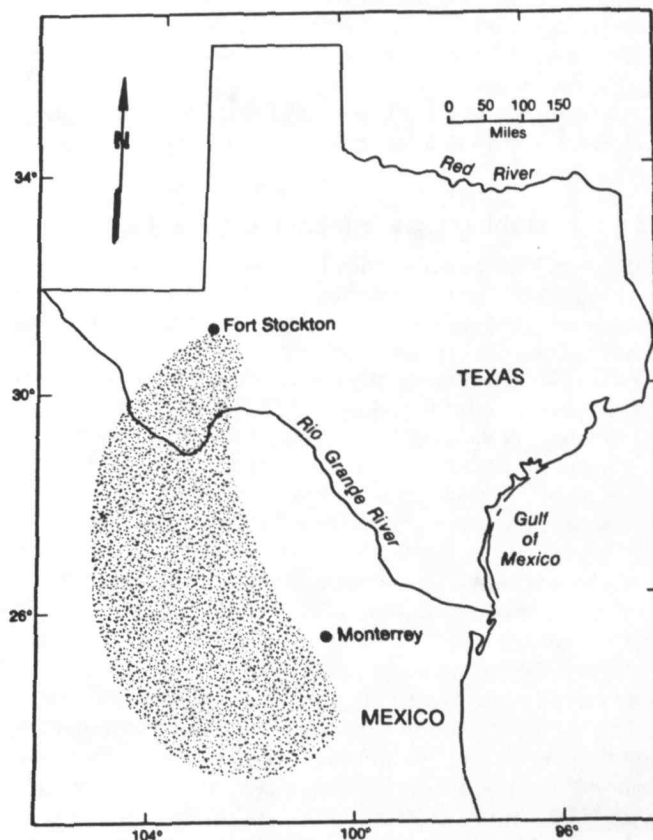 N
0 50 100 150
Miles
Red River
34°
Fort Stockton
TEXAS
30°
Rio Grande River
Gulf
of
Mexico
26°
Monterrey
MEXICO
104° 100° 96°